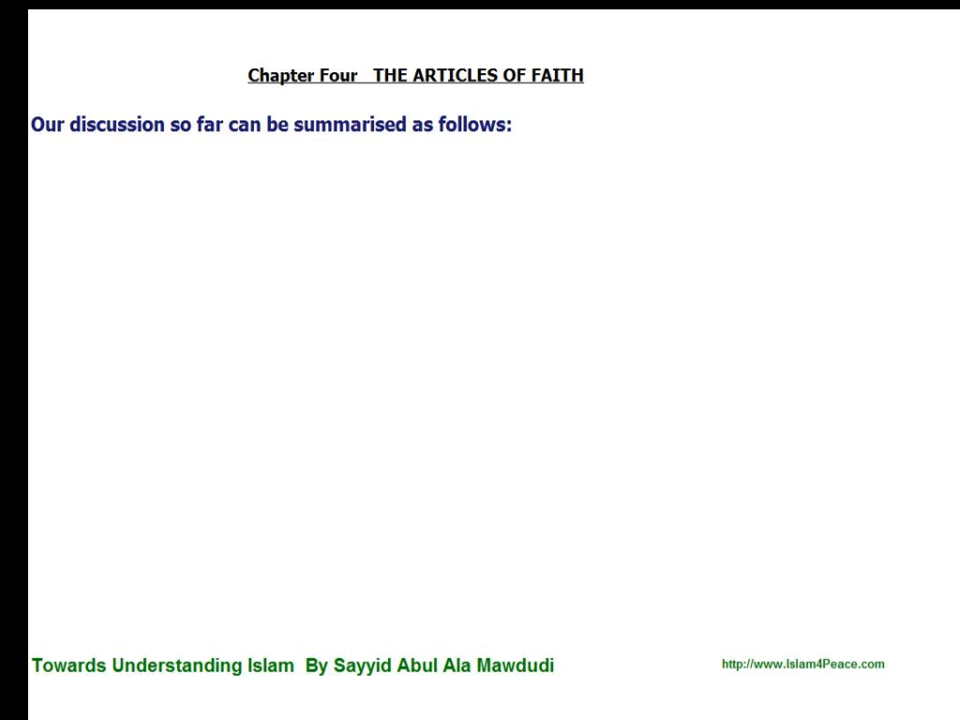 Chapter Four THE ARTICLES OF FAITH
Our discussion so far can be summarised as follows:
Towards Understanding Islam By Sayyid Abul Ala Mawdudi
http://www.Islam4Peace.com